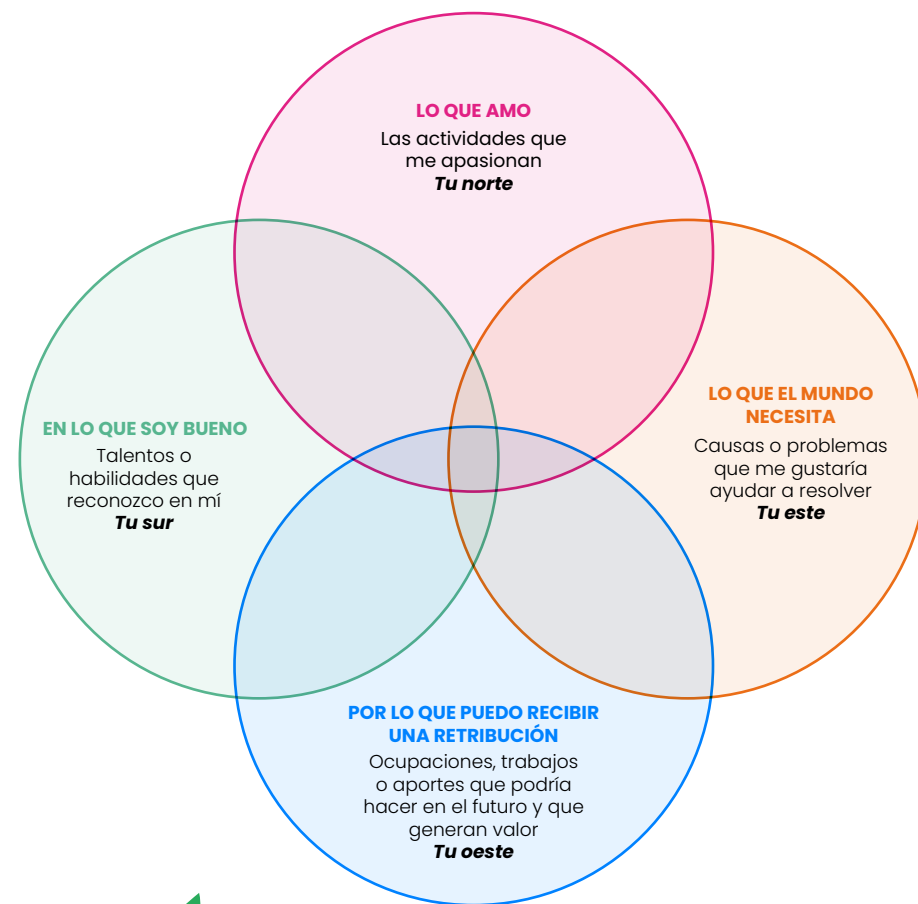 LO QUE AMO
Las actividades que
me apasionan
Tu norte
EN LO QUE SOY BUENO
Talentos o
habilidades que
reconozco en mí
Tu sur
LO QUE EL MUNDO
NECESITA
Causas o problemas
que me gustaría
ayudar a resolver
Tu este
POR LO QUE PUEDO RECIBIR
UNA RETRIBUCIÓN
Ocupaciones, trabajos
o aportes que podría
hacer en el futuro y que
generan valor
Tu oeste